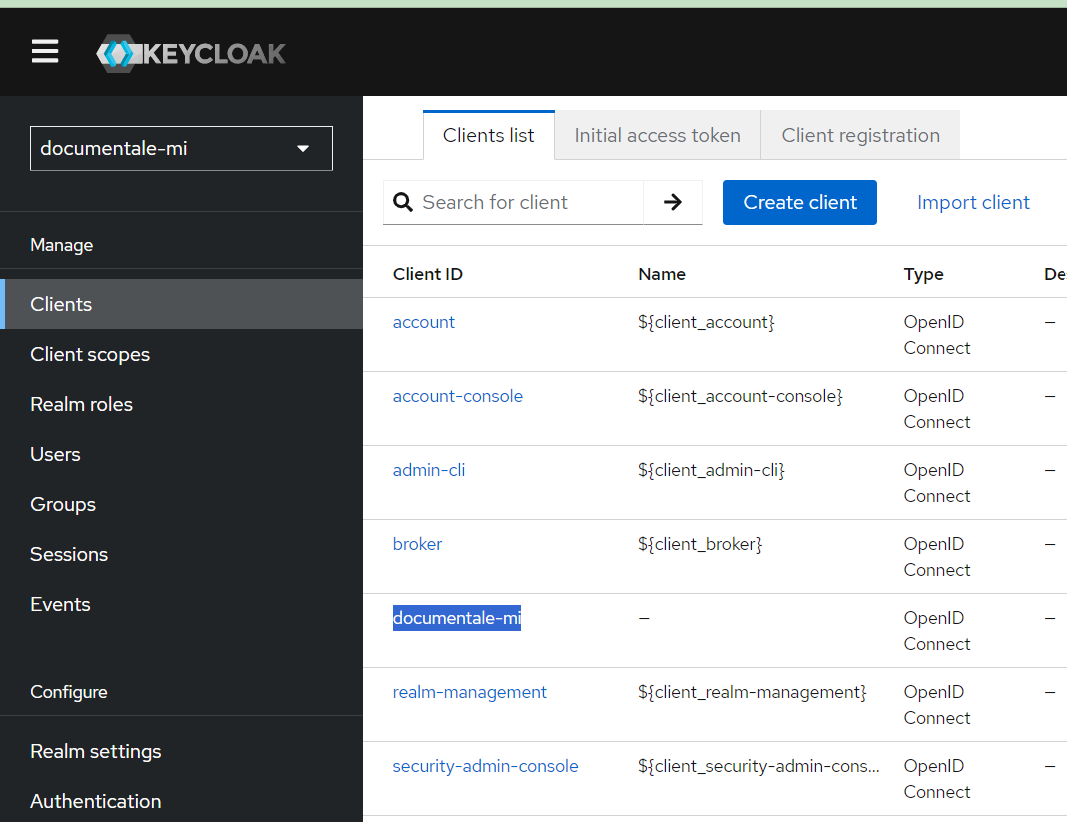 KEYCLOAK
documentale-mi
Manage
Clients
Client scopes
Realm roles
Users
Groups
Sessions
Events
Configure
Realm settings
Authentication
Clients list
Initial access token
Client registration
Search for client
Create client
Import client
Client ID Name Type
account ${client_account} OpenID
Connect –
account-console ${client_account-console} OpenID
Connect –
admin-cli ${client_admin-cli} OpenID
Connect –
broker ${client_broker} OpenID
Connect –
documentale-mi – OpenID
Connect –
realm-management ${client_realm-management} OpenID
Connect –
security-admin-console ${client_security-admin-cons... OpenID
Connect –